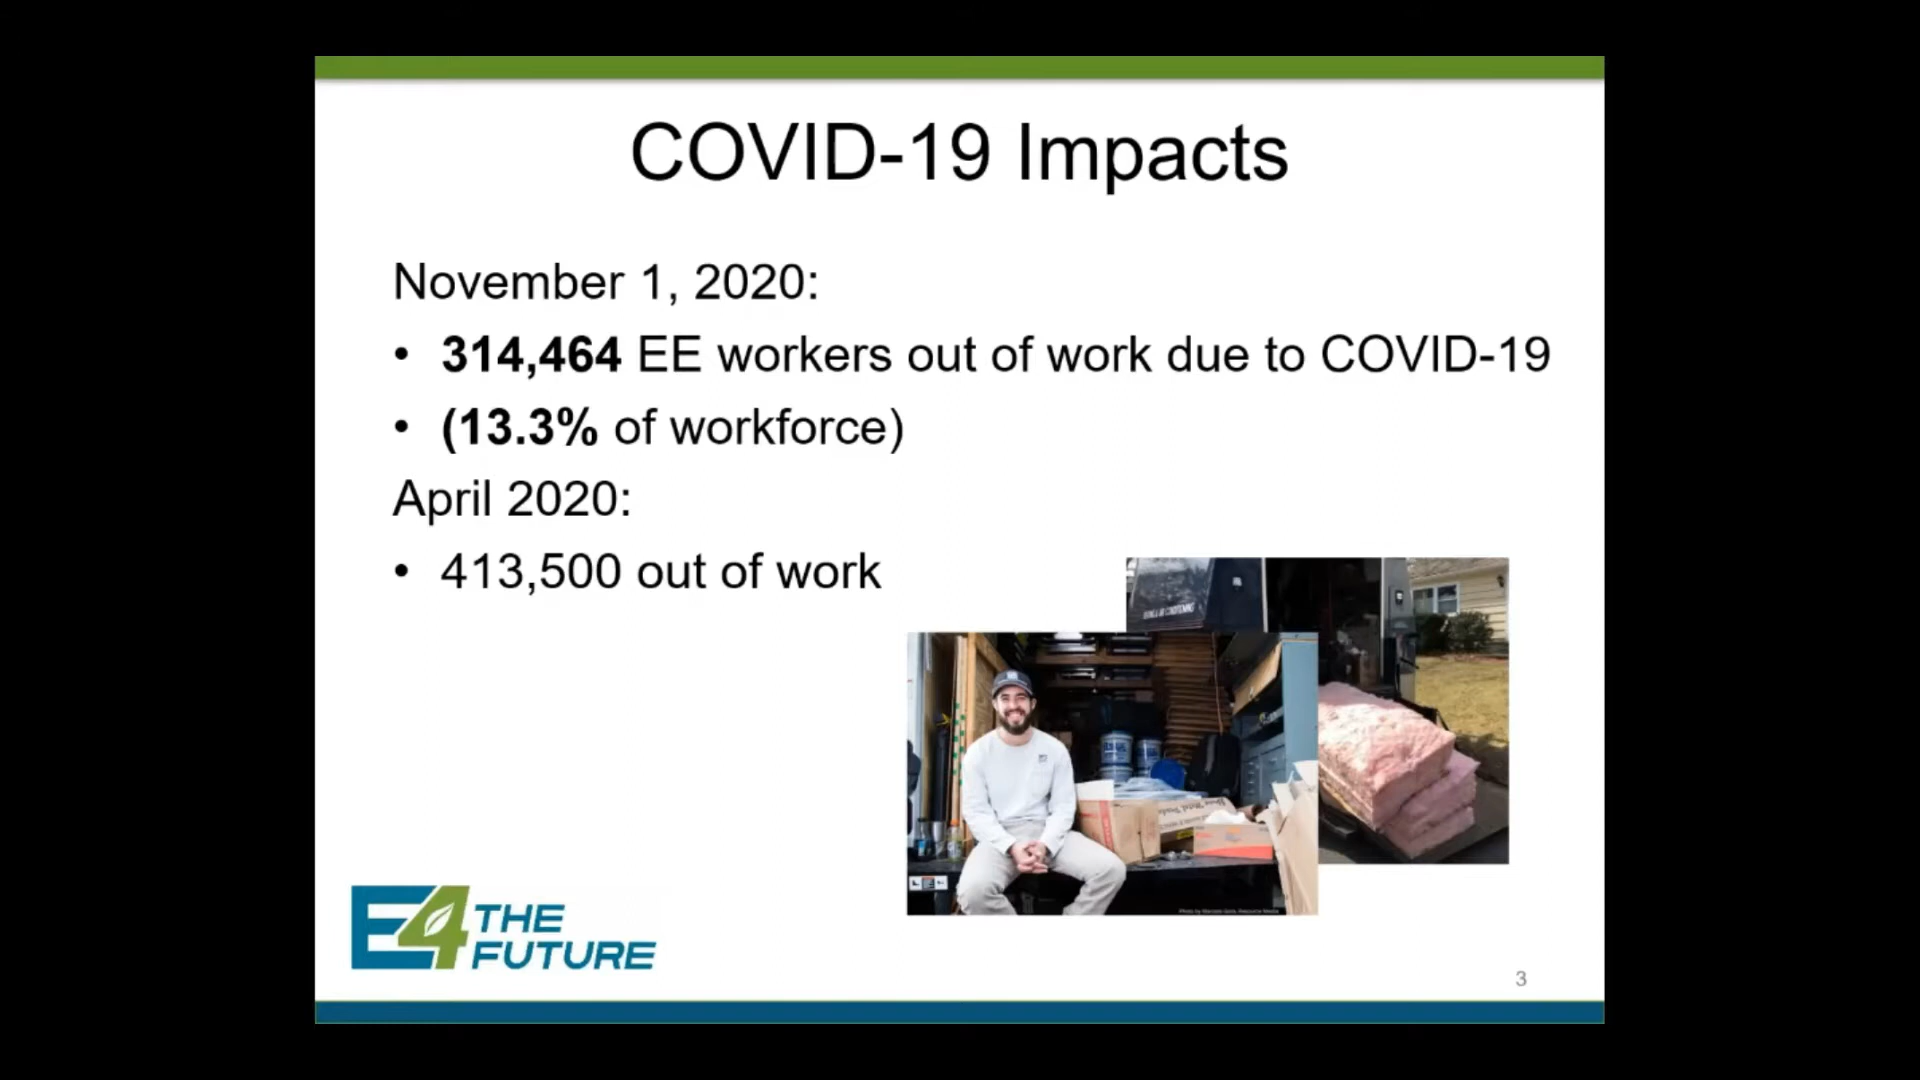 COVID-19 Impacts
November 1, 2020:
• 314,464 EE workers out of work due to COVID-19
• (13.3% of workforce)
April 2020:
• 413,500 out of work
E4 THE
FUTURE
3